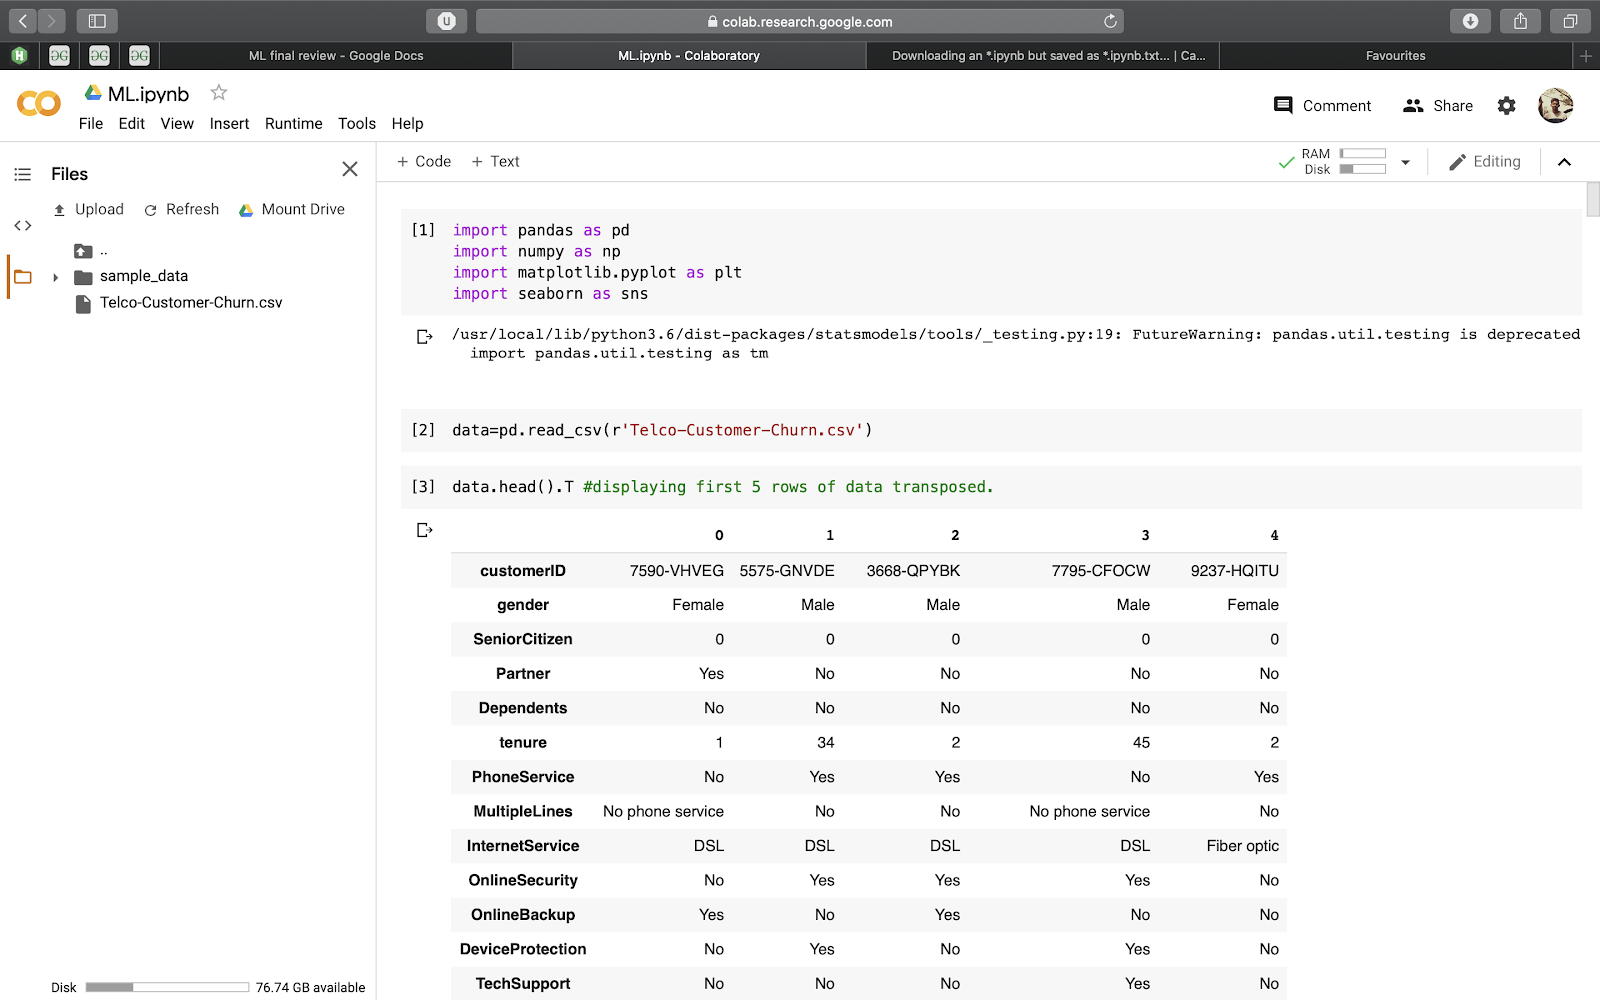 U
colab.research.google.com
ML final review - Google Docs
ML.ipynb - Colaboratory
Downloading an *.ipynb but saved as *.ipynb.txt... | Ca...
Favourites
ML.ipynb
Comment
Share
File Edit View Insert Runtime Tools Help
Files
+ Code + Text
RAM
Disk
Editing
Upload Refresh Mount Drive
..
sample_data
Telco-Customer-Churn.csv
[1] import pandas as pd
import numpy as np
import matplotlib.pyplot as plt
import seaborn as sns
/usr/local/lib/python3.6/dist-packages/statsmodels/tools/_testing.py:19: FutureWarning: pandas.util.testing is deprecated
import pandas.util.testing as tm
[2] data=pd.read_csv(r'Telco-Customer-Churn.csv')
[3] data.head().T #displaying first 5 rows of data transposed.
0 1 2 3 4
customerID 7590-VHVEG 5575-GNVDE 3668-QPYBK 7795-CFOCW 9237-HQITU
gender Female Male Male Male Female
SeniorCitizen 0 0 0 0 0
Partner Yes No No No No
Dependents No No No No No
tenure 1 34 2 45 2
PhoneService No Yes Yes No Yes
MultipleLines No phone service No No No phone service No
InternetService DSL DSL DSL DSL Fiber optic
OnlineSecurity No Yes Yes Yes No
OnlineBackup Yes No Yes No No
DeviceProtection No Yes No Yes No
TechSupport No No No Yes No
Disk 76.74 GB available